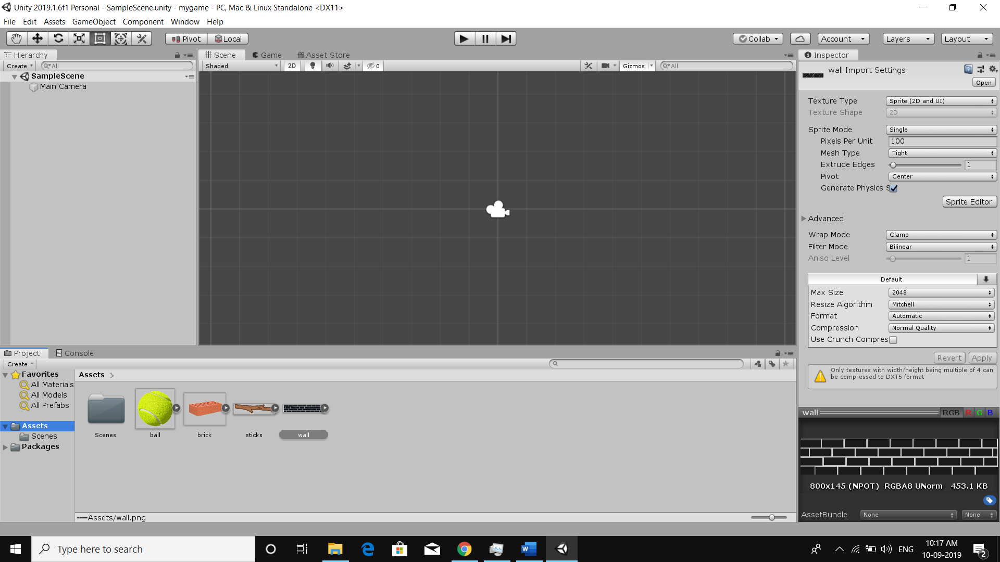 Unity 2019.1.6f1 Personal - SampleScene.unity - mygame - PC, Mac & Linux Standalone <DX11>
File Edit Assets GameObject Component Window Help
Pivot Local Collab Account Layers Layout
Hierarchy
Create All
SampleScene
Main Camera
Scene Game Asset Store
Shaded 2D 0 Gizmos All
Inspector
wall Import Settings
Open
Texture Type Sprite (2D and UI)
Texture Shape 2D
Sprite Mode Single
Pixels Per Unit 100
Mesh Type Tight
Extrude Edges 1
Pivot Center
Generate Physics S
Sprite Editor
Advanced
Wrap Mode Clamp
Filter Mode Bilinear
Aniso Level 1
Default
Max Size 2048
Resize Algorithm Mitchell
Format Automatic
Compression Normal Quality
Use Crunch Compres
Revert Apply
Only textures with width/height being multiple of 4 can
be compressed to DXT5 format
wall RGB R G B
800x145 (NPOT) RGBA8 UNorm 453.1 KB
AssetBundle None None
Project Console
Create
Favorites
All Materials
All Models
All Prefabs
Assets
Scenes
Packages
Assets
Scenes ball brick sticks wall
Assets/wall.png
Type here to search
ENG
10:17 AM
10-09-2019
2